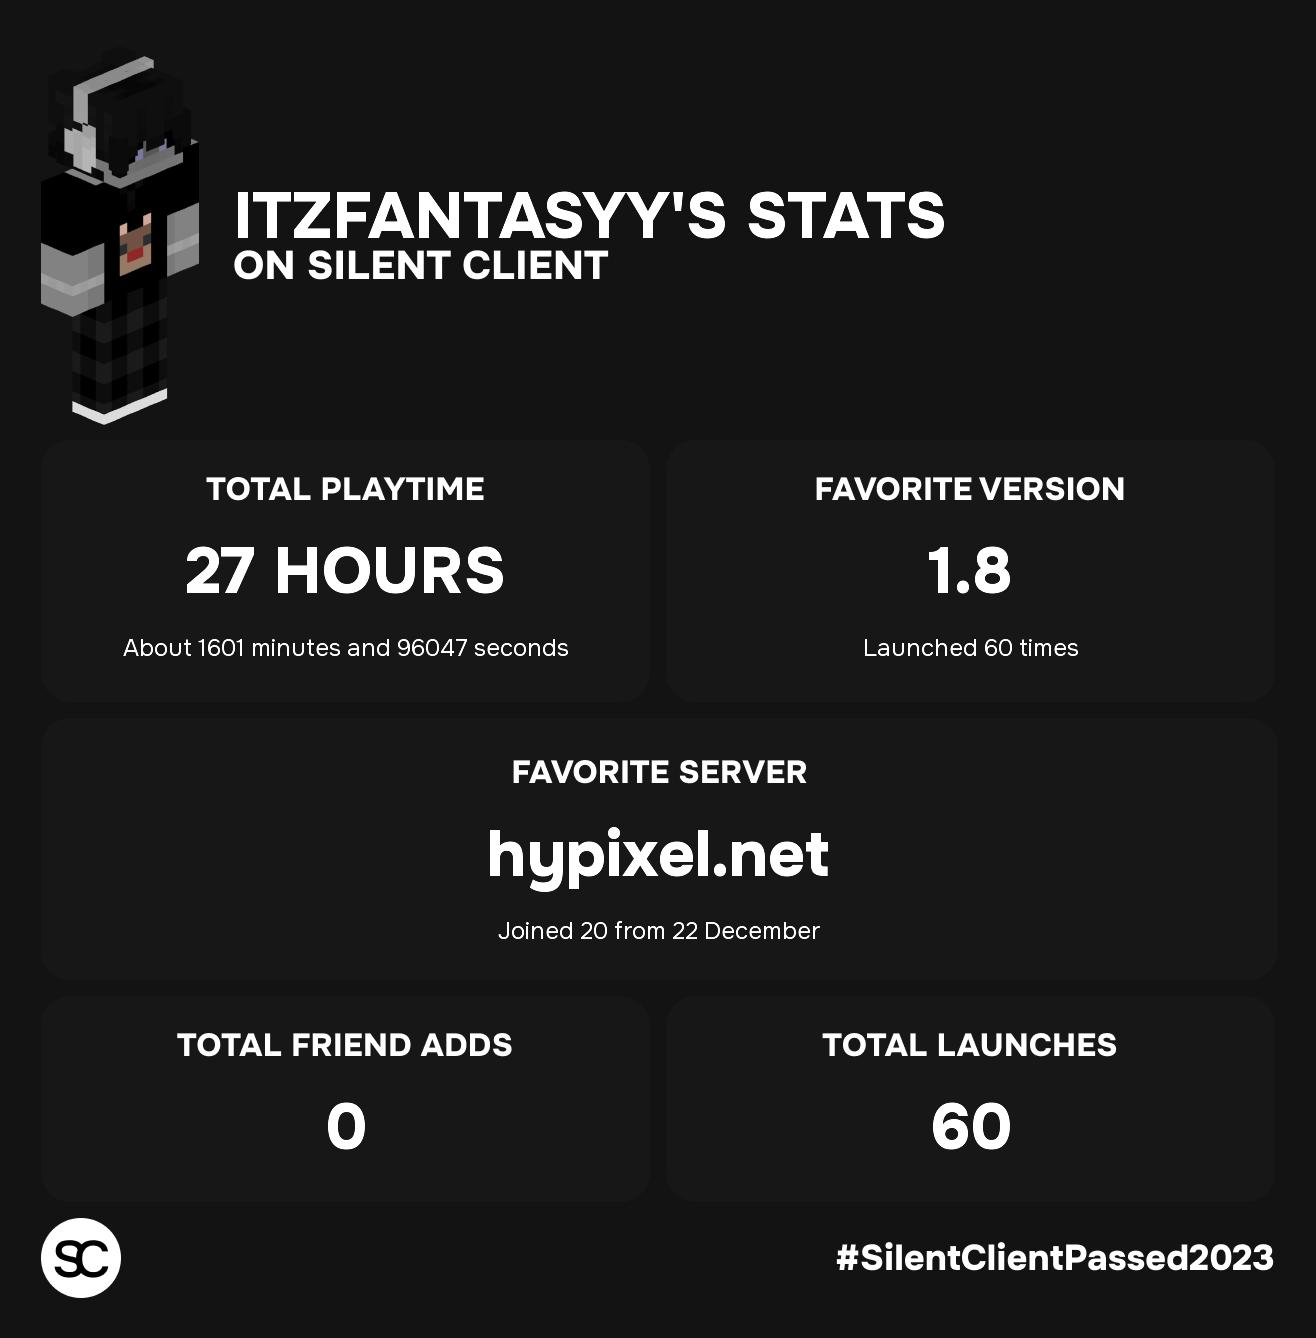 ITZFANTASYY'S STATS
ON SILENT CLIENT
TOTAL PLAYTIME
27 HOURS
About 1601 minutes and 96047 seconds
FAVORITE VERSION
1.8
Launched 60 times
FAVORITE SERVER
hypixel.net
Joined 20 from 22 December
TOTAL FRIEND ADDS
0
TOTAL LAUNCHES
60
SC
#SilentClientPassed2023